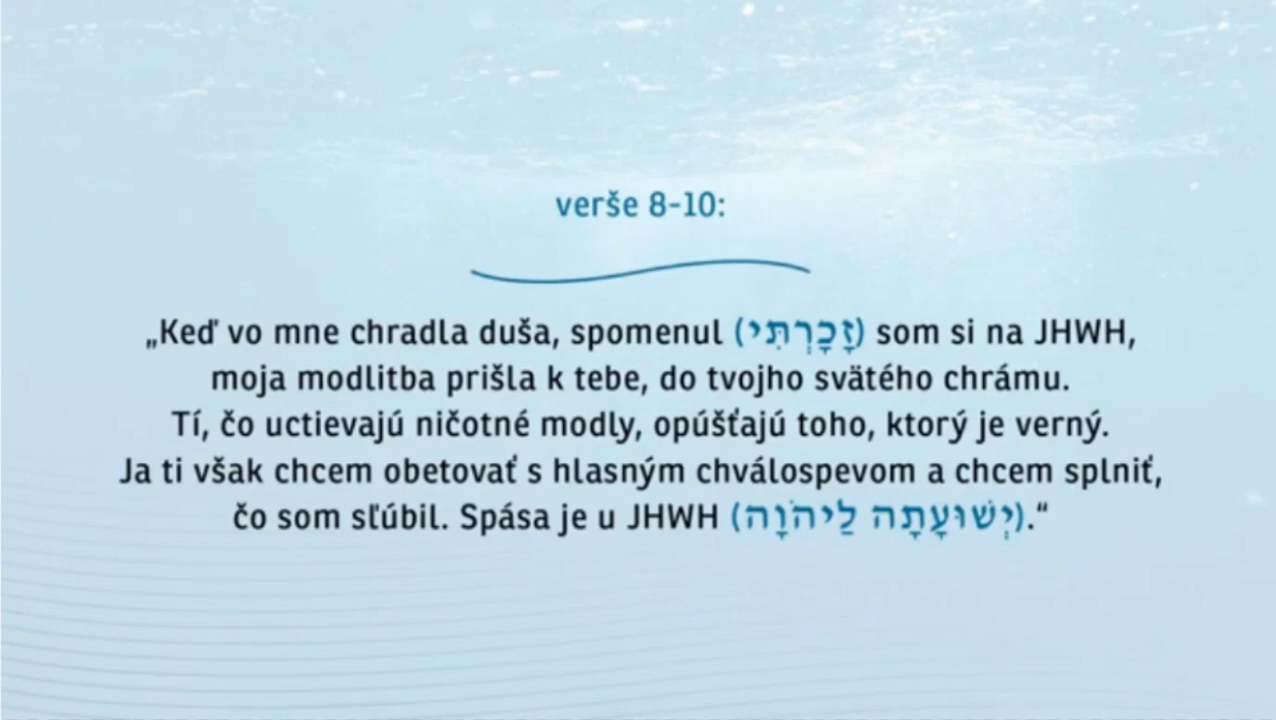 verše 8-10:
„Keď vo mne chradla duša, spomenul (זָכָרְתִּי) som si na JHWH,
moja modlitba prišla k tebe, do tvojho svätého chrámu.
Tí, čo uctievajú ničotné modly, opúšťajú toho, ktorý je verný.
Ja ti však chcem obetovať s hlasným chválospevom a chcem splniť,
čo som sľúbil. Spása je u JHWH (יְשׁוּעָתָה לַיהֹוָה).“